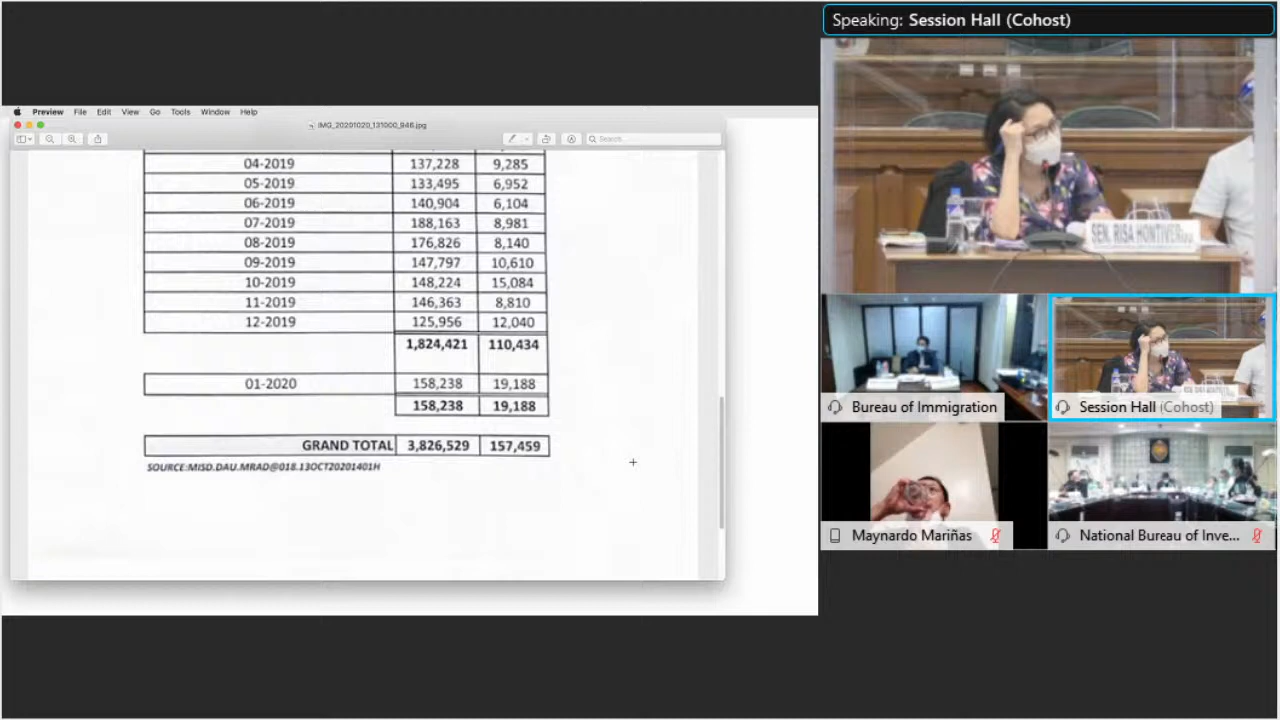 Speaking: Session Hall (Cohost)
Preview File Edit View Go Tools Window Help
IMG_20201020_131000_946.jpg
Search
04-2019 137,228 9,285
05-2019 133,495 6,952
06-2019 140,904 6,104
07-2019 188,163 8,981
08-2019 176,826 8,140
09-2019 147,797 10,610
10-2019 148,224 15,084
11-2019 146,363 8,810
12-2019 125,956 12,040
1,824,421 110,434
01-2020 158,238 19,188
158,238 19,188
GRAND TOTAL 3,826,529 157,459
SOURCE:MISD.DAU.MRAD@018.13OCT20201401H
SEN. RISA HONTIVEROS
Bureau of Immigration
Session Hall (Cohost)
Maynardo Mariñas
National Bureau of Inve...